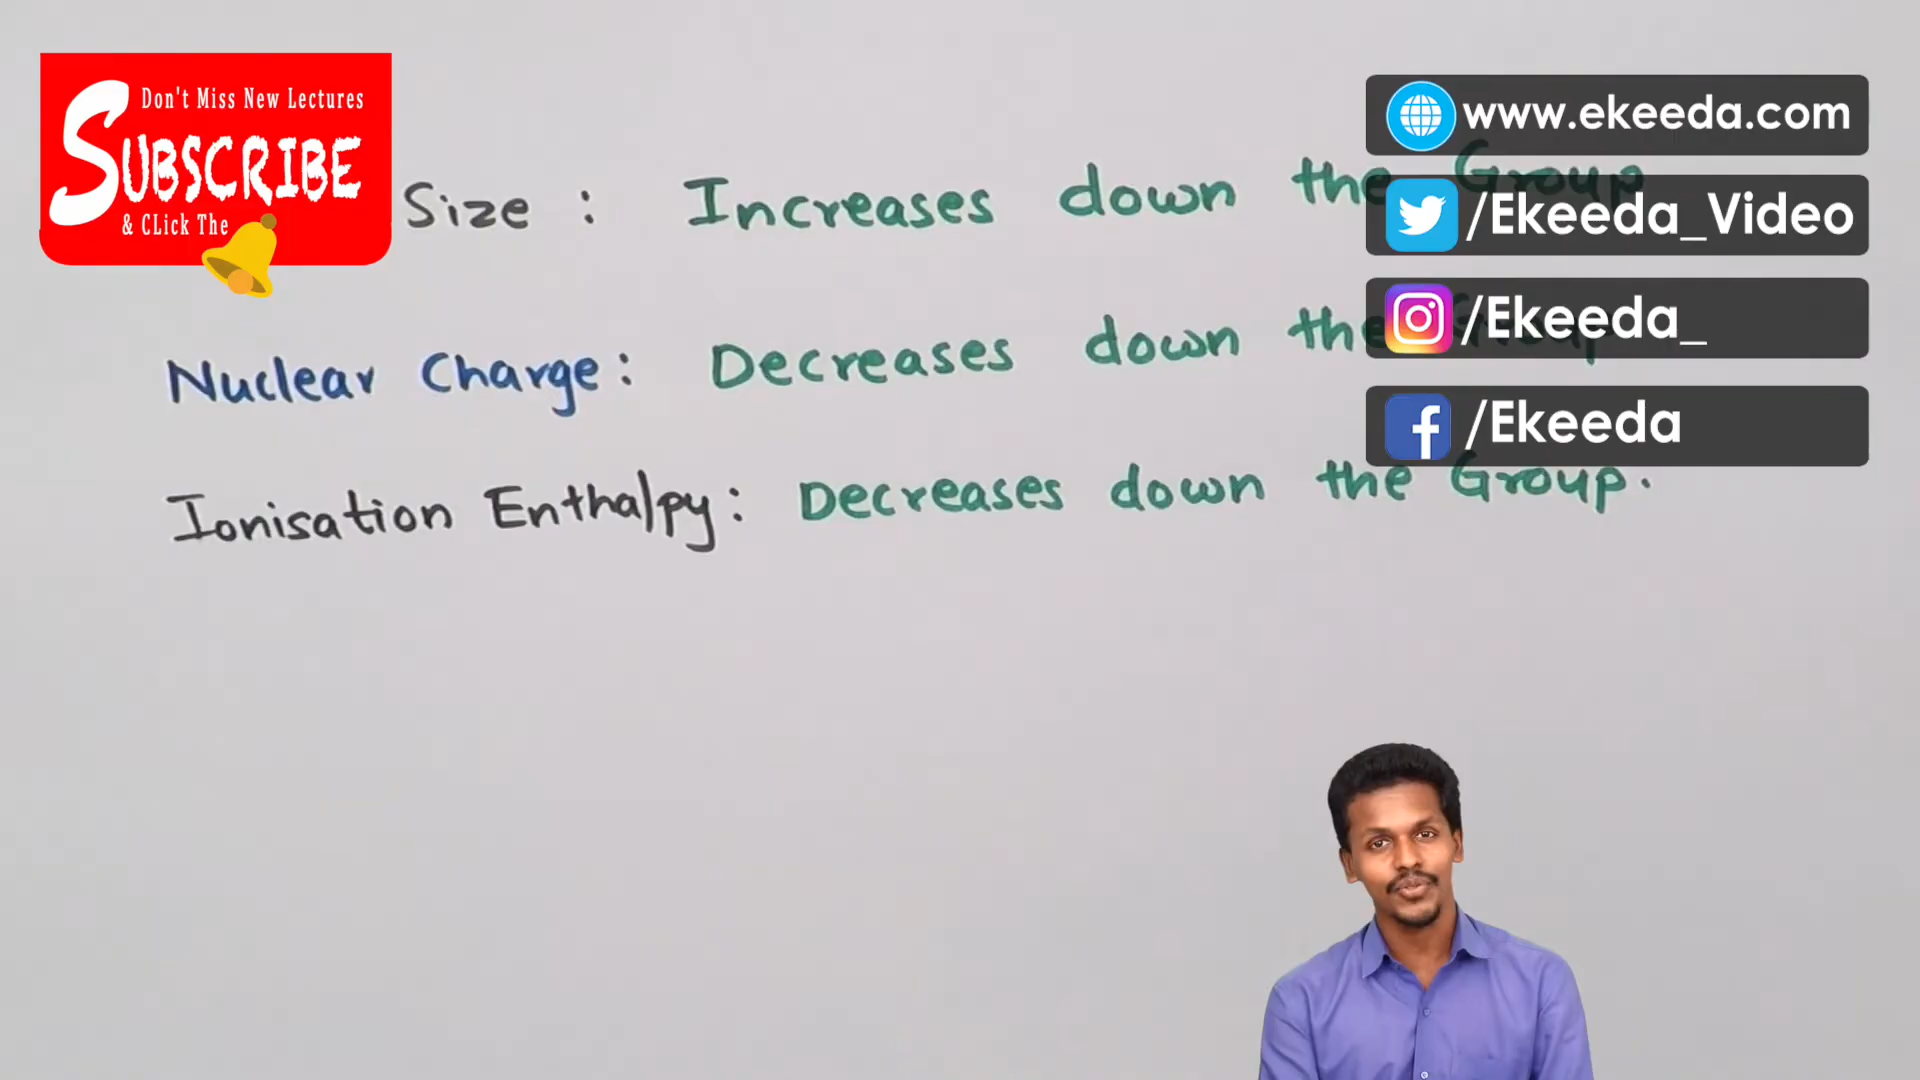 Don't Miss New Lectures
SUBSCRIBE
& CLick The
Size : Increases down the Group
Nuclear Charge: Decreases down the
Ionisation Enthalpy: Decreases down the Group.
www.ekeeda.com
/Ekeeda_Video
/Ekeeda_
/Ekeeda